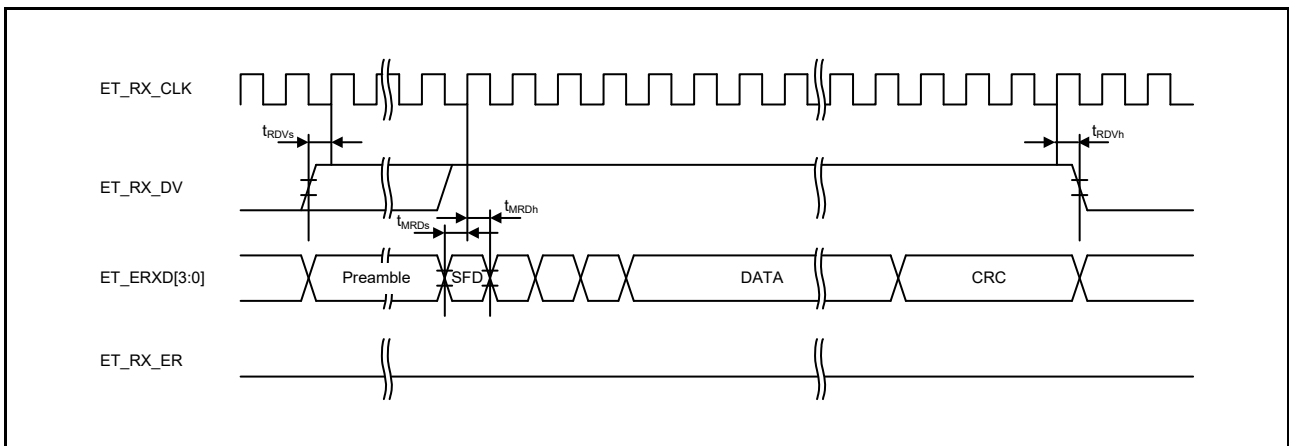 ET_RX_CLK
tRDVs
tRDVh
ET_RX_DV
tMRDs
tMRDh
ET_ERXD[3:0]
Preamble
SFD
DATA
CRC
ET_RX_ER